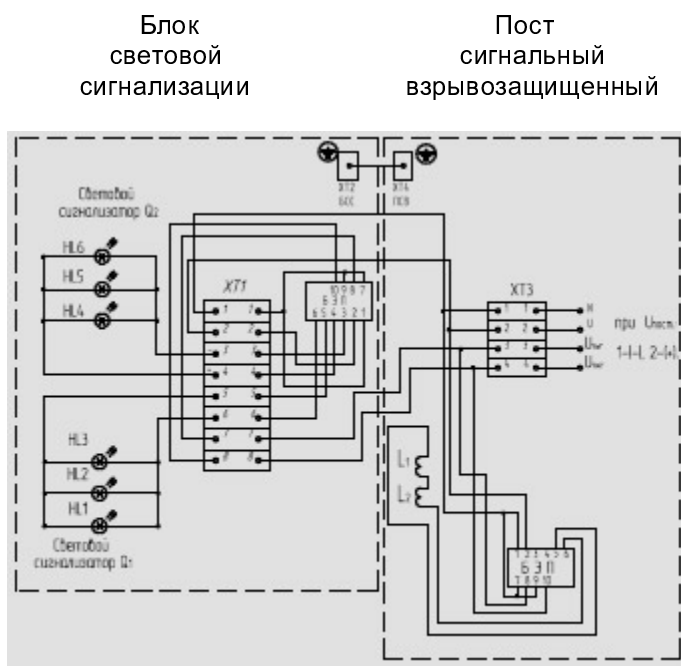 Блок
световой
сигнализации
Пост
сигнальный
взрывозащищенный
XT2
БСС
XT4
ПСВ
Световой
сигнализатор Q2
HL6
HL5
HL4
XT1
1 1
2 2
3 3
4 4
5 5
6 6
7 7
8 8
10 9 8 7
Б З П
6 5 4 3 2 1
XT3
1 1 N
2 2 U
3 3
4 4
при Uпост.
1-(-), 2-(+).
HL3
HL2
HL1
Световой
сигнализатор Q1
L1
L2
1 2 3 4 5 6
Б З П
7 8 9 10